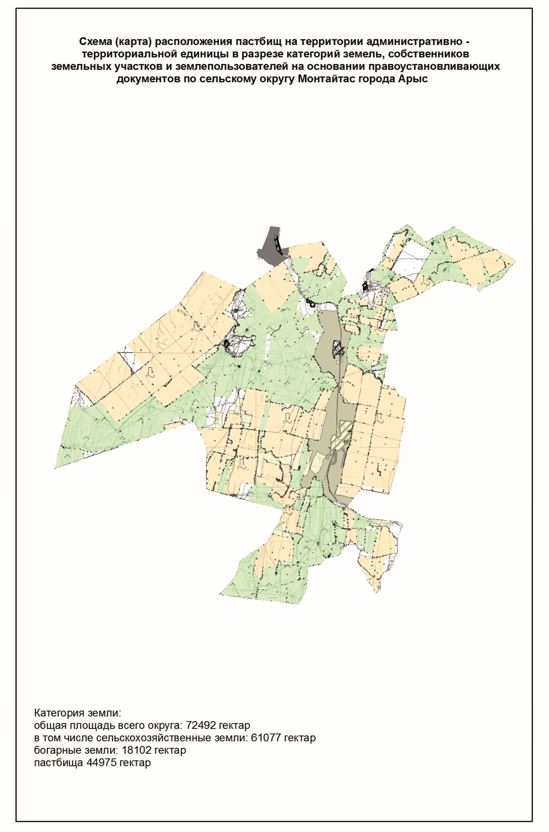 Схема (карта) расположения пастбищ на территории административно -
территориальной единицы в разрезе категорий земель, собственников
земельных участков и землепользователей на основании правоустановливающих
документов по сельскому округу Монтайтас города Арыс
Категория земли:
общая площадь всего округа: 72492 гектар
в том числе сельскохозяйственные земли: 61077 гектар
богарные земли: 18102 гектар
пастбища 44975 гектар